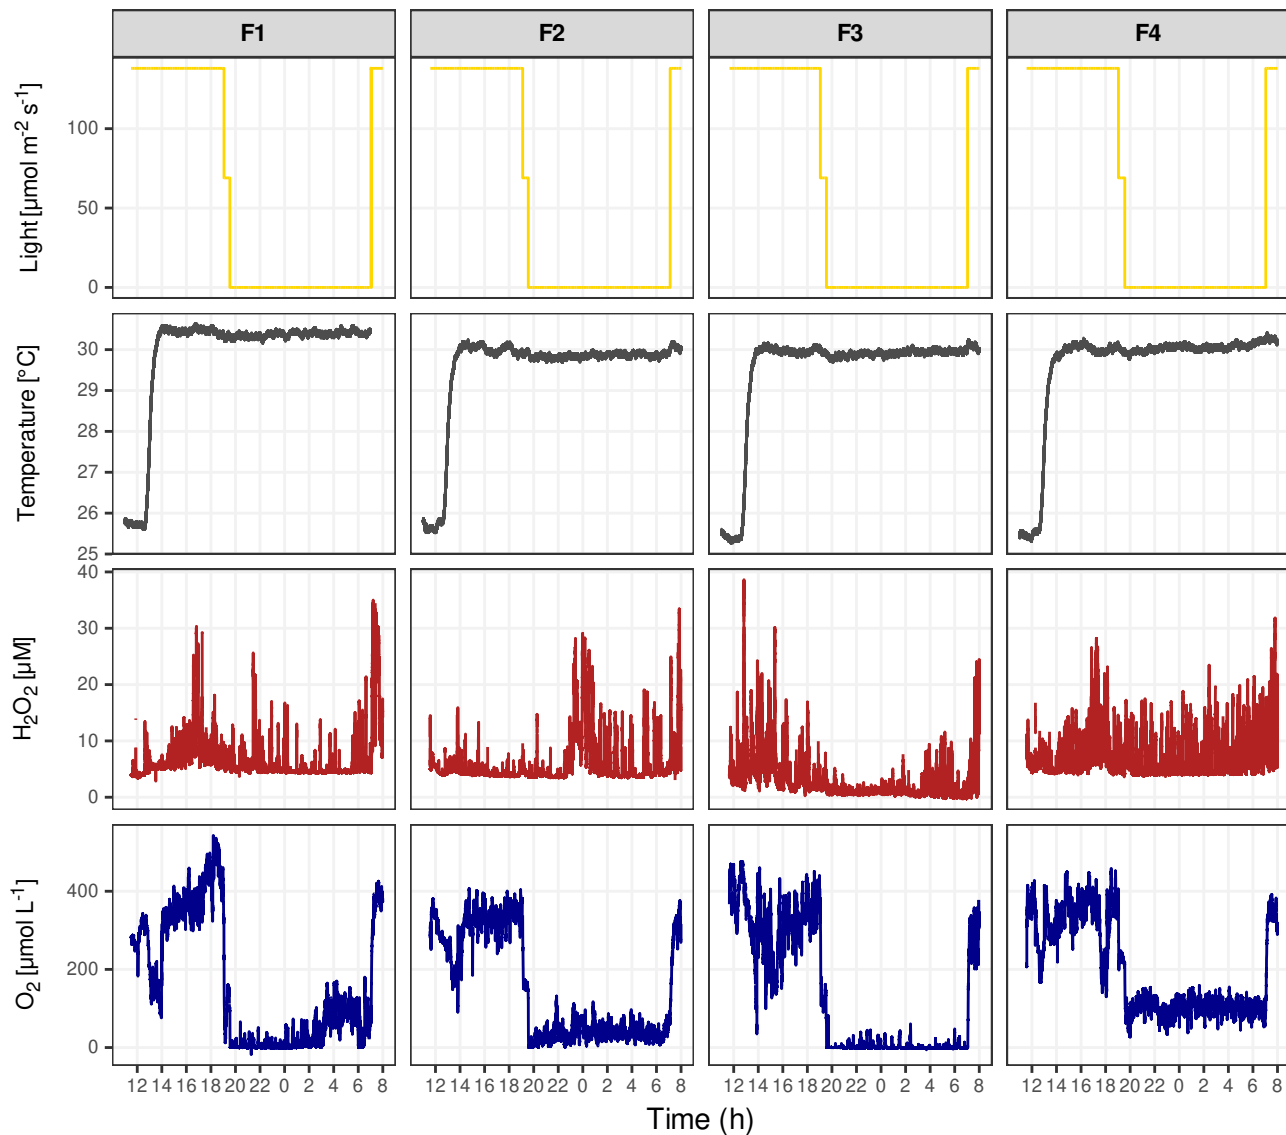 F1 F2 F3 F4
Light [µmol m⁻² s⁻¹]
100
50
0
Temperature [°C]
30
29
28
27
26
25
H₂O₂ [µM]
40
30
20
10
0
O₂ [µmol L⁻¹]
400
200
0
12 14 16 18 20 22 0 2 4 6 8 12 14 16 18 20 22 0 2 4 6 8 12 14 16 18 20 22 0 2 4 6 8 12 14 16 18 20 22 0 2 4 6 8
Time (h)